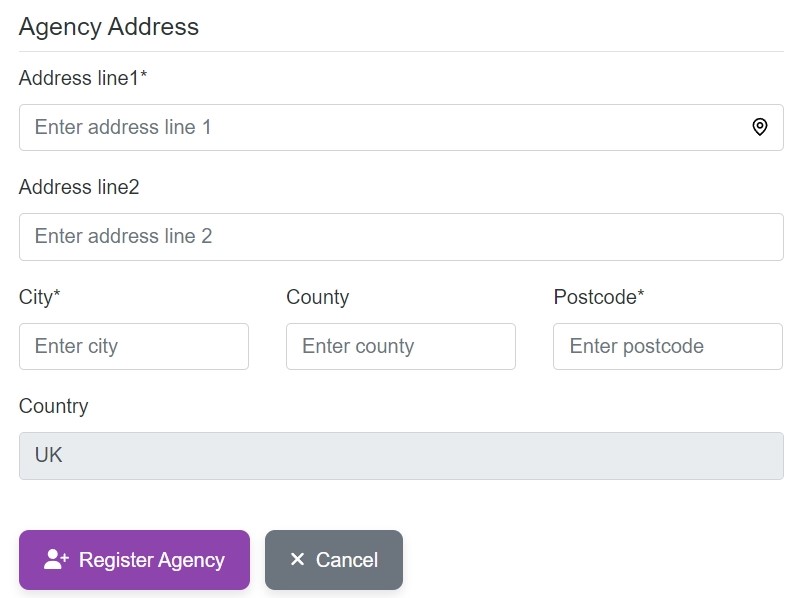 Agency Address
Address line1*
Enter address line 1
Address line2
Enter address line 2
City* County Postcode*
Enter city Enter county Enter postcode
Country
UK
Register Agency Cancel